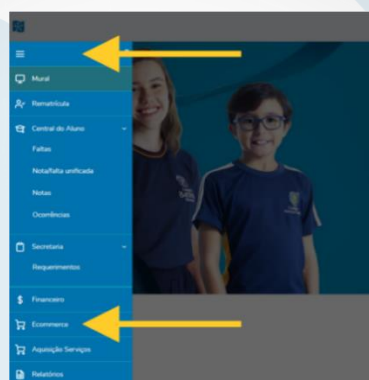 Mural
Rematrícula
Central do Aluno
Faltas
Nota/falta unificada
Notas
Ocorrências
Secretaria
Requerimentos
Financeiro
Ecommerce
Aquisição Serviços
Relatórios